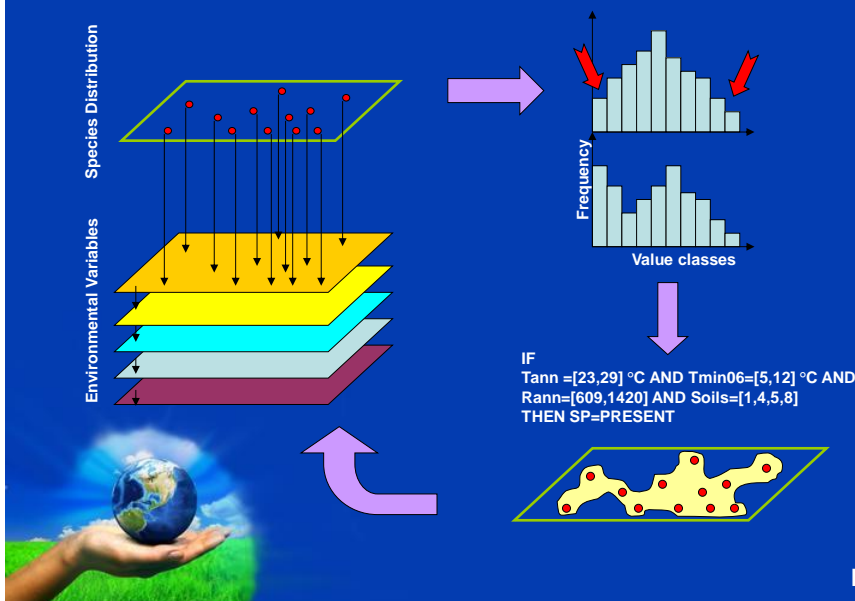 Species Distribution
Environmental Variables
Frequency
Value classes
IF
Tann =[23,29] °C AND Tmin06=[5,12] °C AND
Rann=[609,1420] AND Soils=[1,4,5,8]
THEN SP=PRESENT